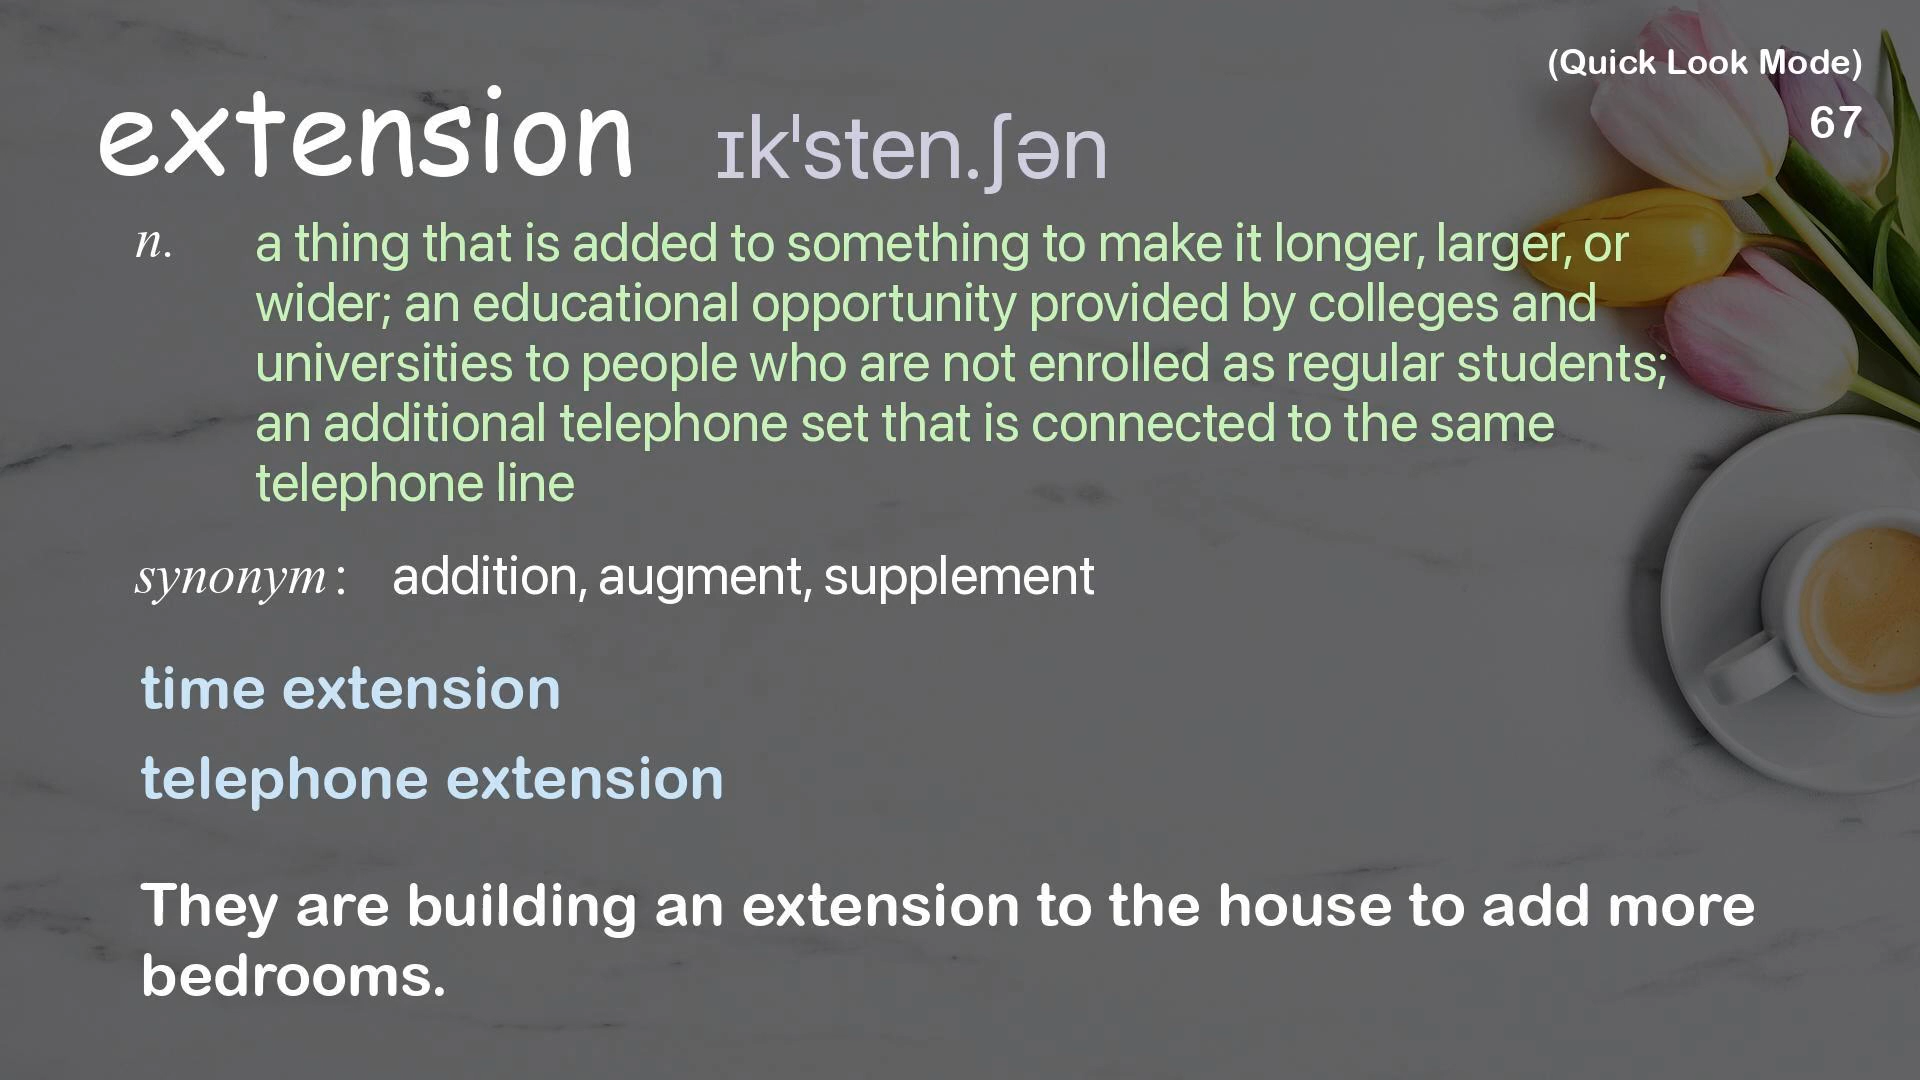 (Quick Look Mode)
67
extension ɪkˈsten.ʃən
n. a thing that is added to something to make it longer, larger, or
wider; an educational opportunity provided by colleges and
universities to people who are not enrolled as regular students;
an additional telephone set that is connected to the same
telephone line
synonym: addition, augment, supplement
time extension
telephone extension
They are building an extension to the house to add more
bedrooms.